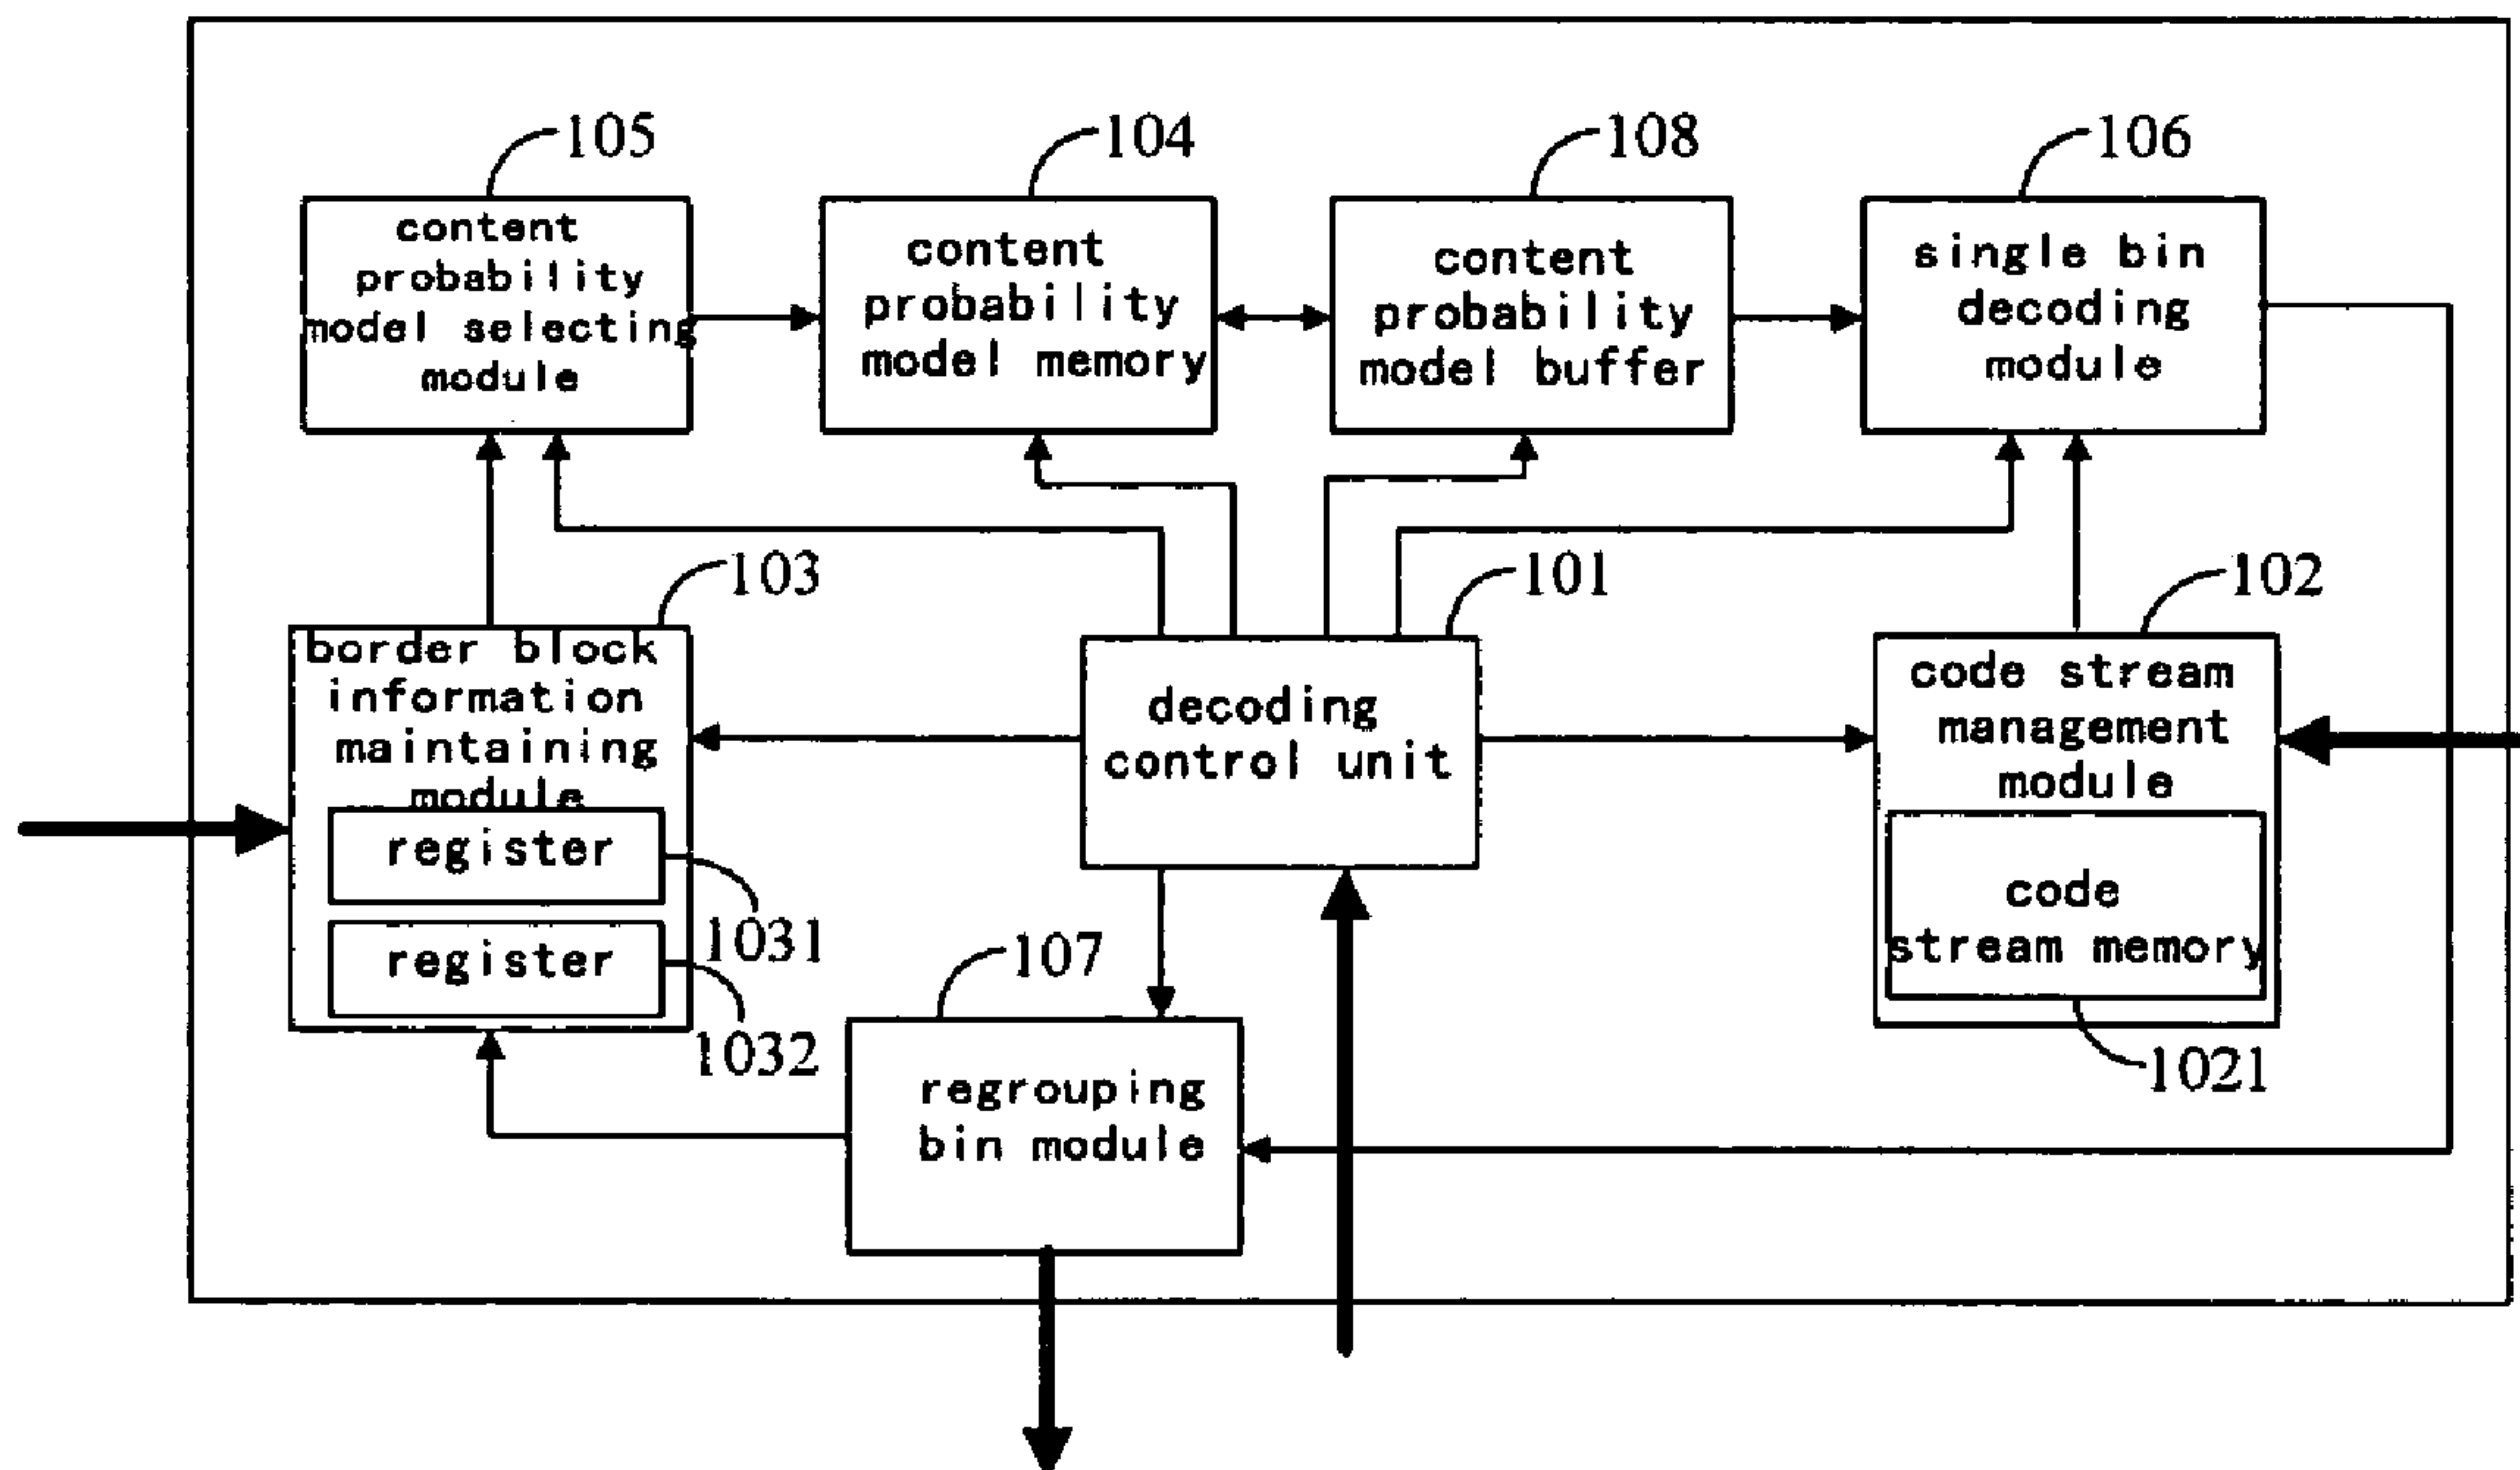 105
104
108
106
content
probability
model selecting
module
content
probability
model memory
content
probability
model buffer
single bin
decoding
module
103
101
102
border block
information
maintaining
module
register
register
1031
1032
decoding
control unit
code stream
management
module
code
stream memory
1021
107
regrouping
bin module